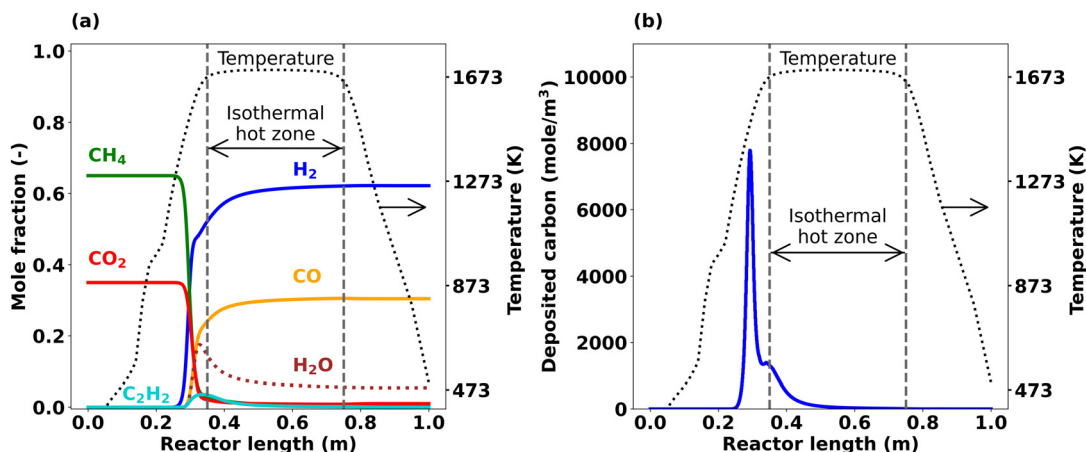 (a)
1.0
0.8
0.6
0.4
0.2
0.0
Mole fraction (-)
Temperature
Isothermal
hot zone
CH₄
H₂
CO₂
CO
H₂O
C₂H₂
1673
1273
873
473
Temperature (K)
0.0 0.2 0.4 0.6 0.8 1.0
Reactor length (m)
(b)
10000
8000
6000
4000
2000
0
Deposited carbon (mole/m³)
Temperature
Isothermal
hot zone
1673
1273
873
473
Temperature (K)
0.0 0.2 0.4 0.6 0.8 1.0
Reactor length (m)